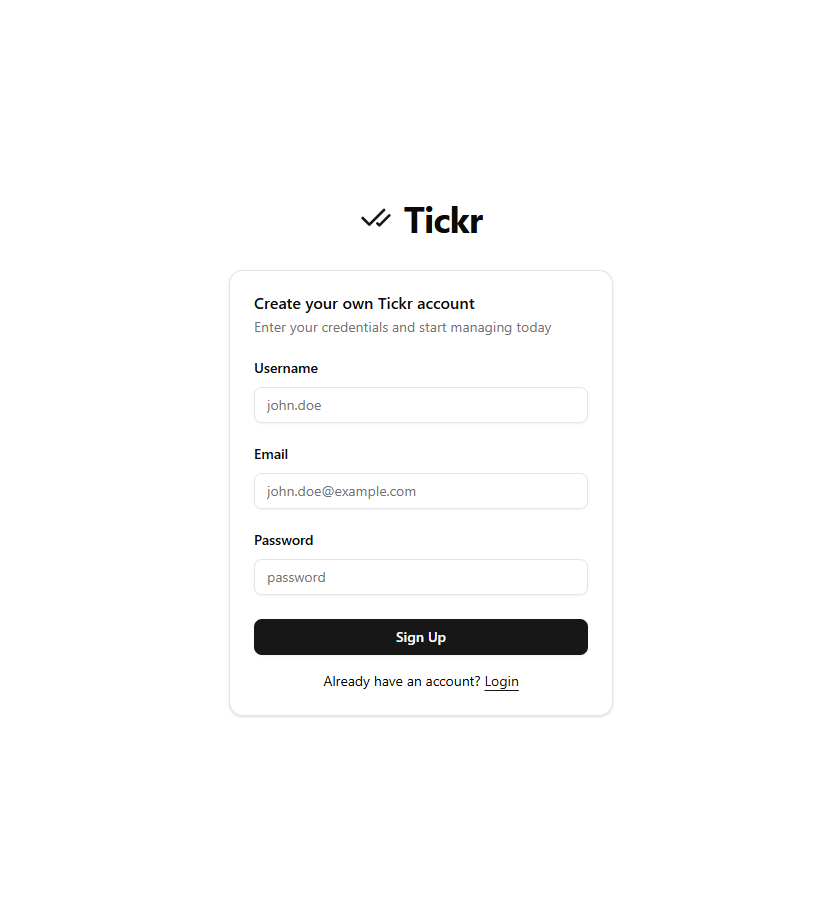 Tickr
Create your own Tickr account
Enter your credentials and start managing today
Username
john.doe
Email
john.doe@example.com
Password
password
Sign Up
Already have an account? Login